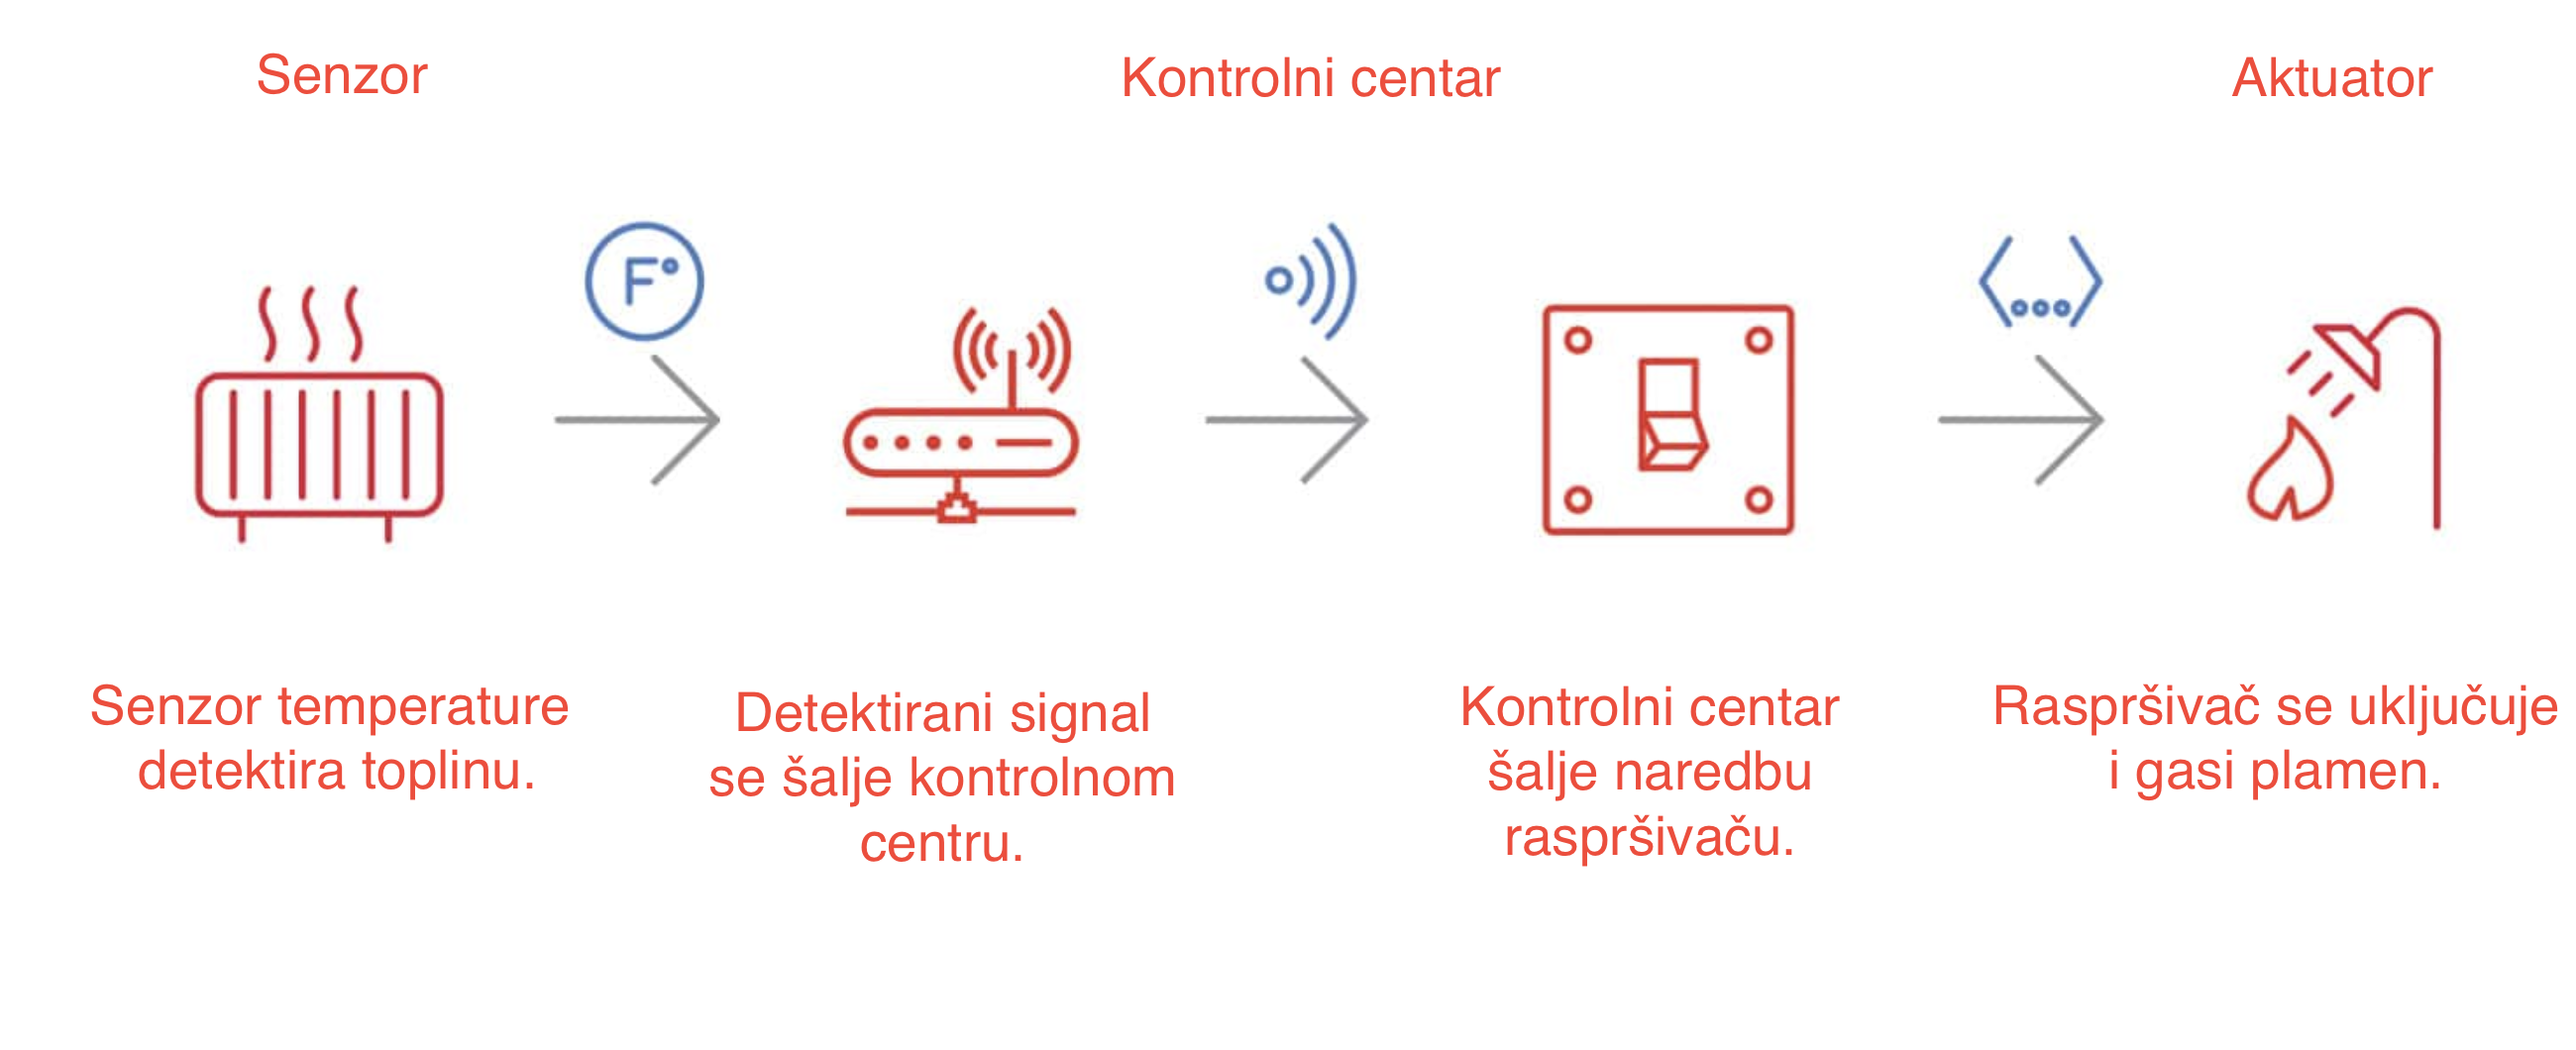 Senzor
Kontrolni centar
Aktuator
F°
Senzor temperature
detektira toplinu.
Detektirani signal
se šalje kontrolnom
centru.
Kontrolni centar
šalje naredbu
raspršivaču.
Raspršivač se uključuje
i gasi plamen.